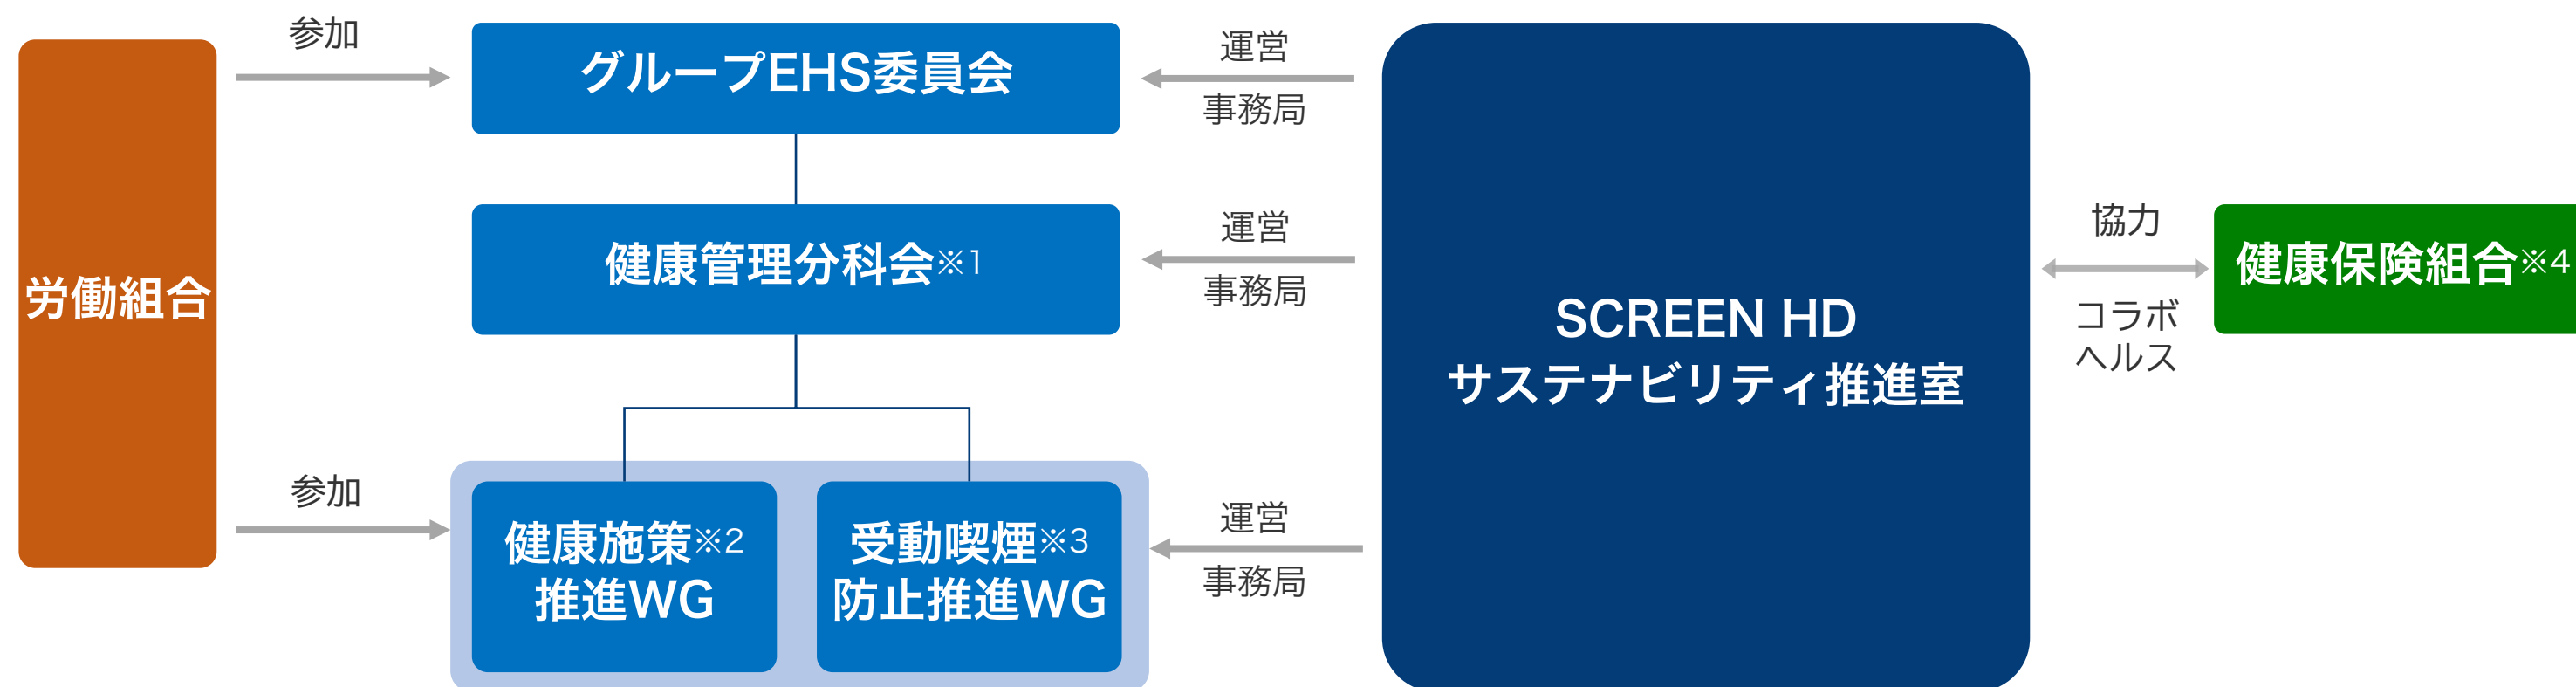 労働組合
参加
参加
グループEHS委員会
健康管理分科会※1
健康施策※2
推進WG
受動喫煙※3
防止推進WG
運営
事務局
運営
事務局
運営
事務局
SCREEN HD
サステナビリティ推進室
協力
コラボ
ヘルス
健康保険組合※4